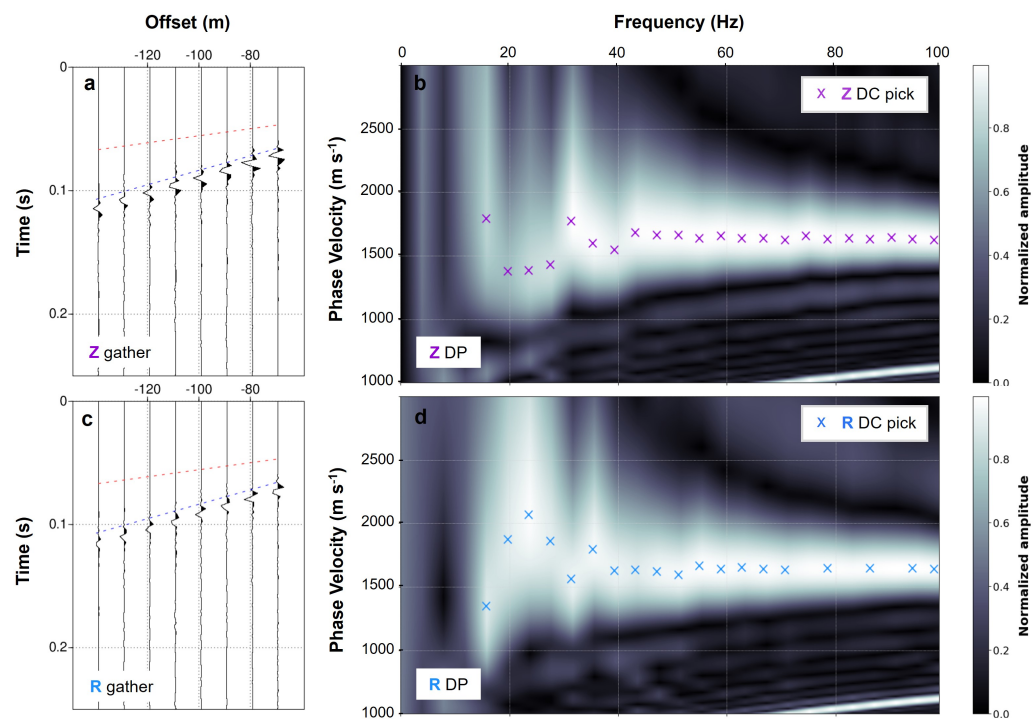 Offset (m)
Frequency (Hz)
-120 -100 -80
0 20 40 60 80 100
a
0
0.1
0.2
Time (s)
Z gather
b
Z DC pick
2500
2000
1500
1000
1000
Phase Velocity (m s⁻¹)
Z DP
0.8
0.6
0.4
0.2
0.0
Normalized amplitude
-120 -100 -80
c
0
0.1
0.2
Time (s)
R gather
d
R DC pick
2500
2000
1500
1000
1000
Phase Velocity (m s⁻¹)
R DP
0.8
0.6
0.4
0.2
0.0
Normalized amplitude